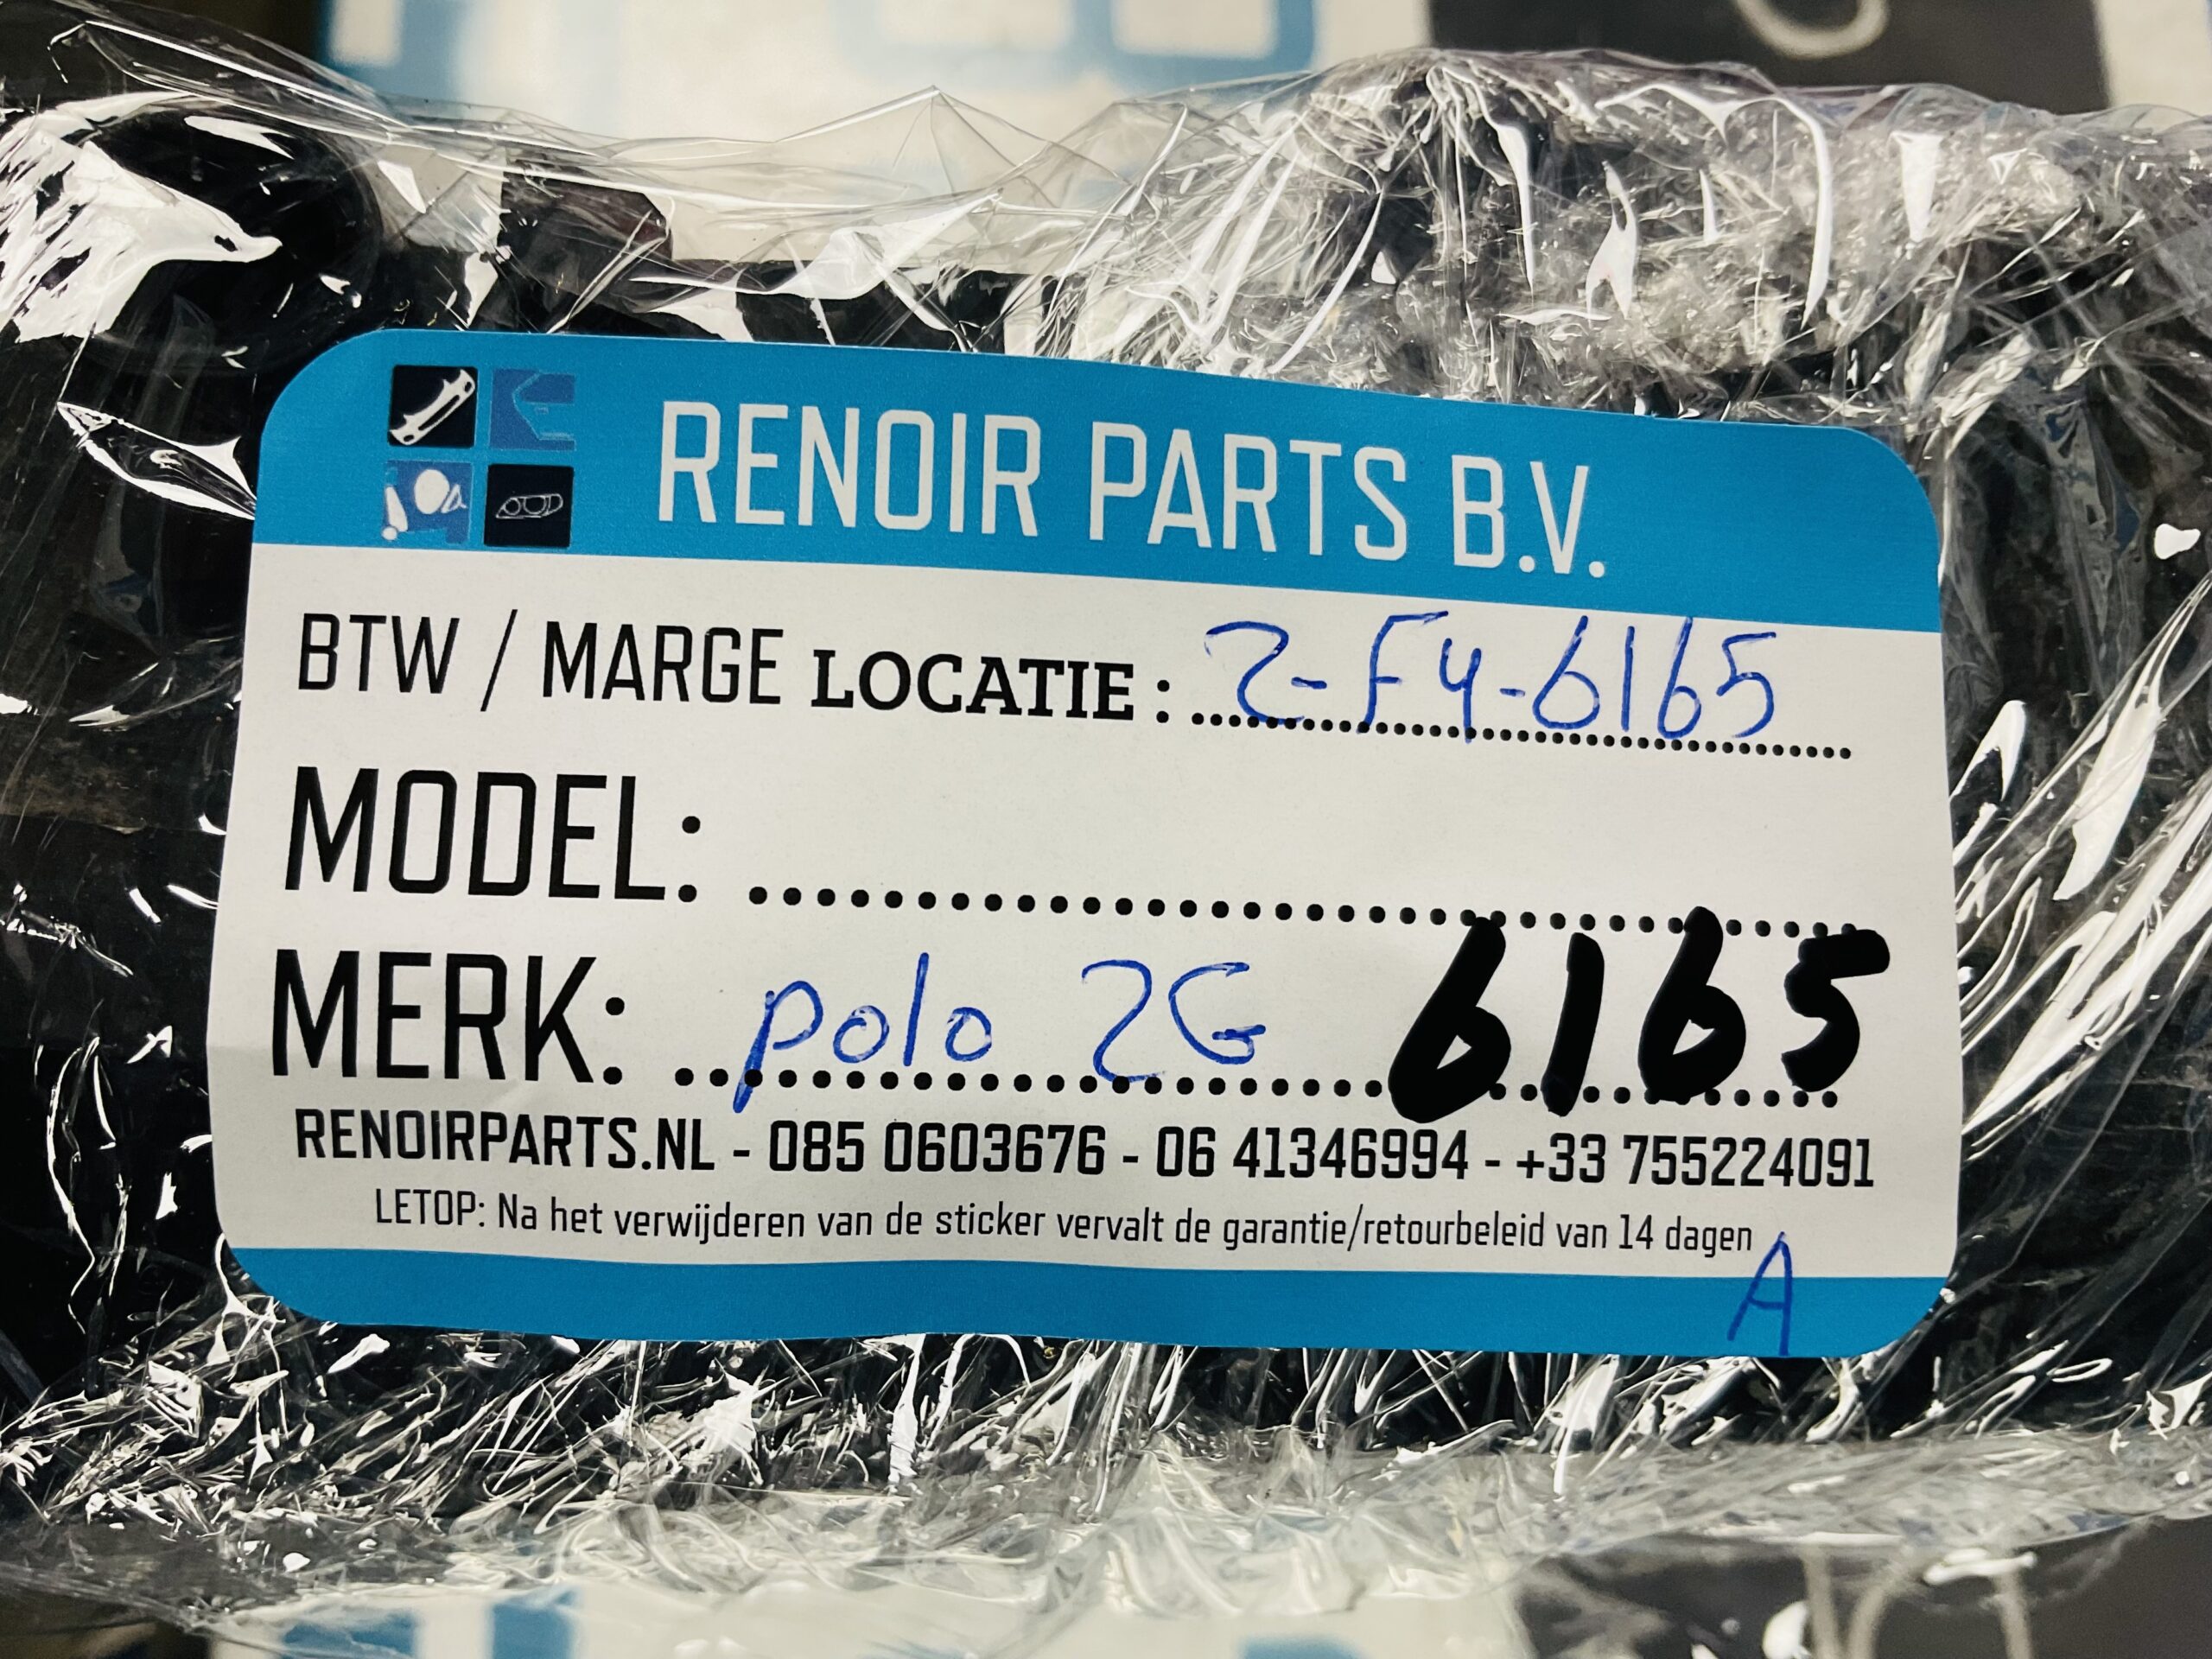 RENOIR PARTS B.V.
BTW / MARGE LOCATIE : 2-F4-6165
MODEL:
MERK: polo 2G 6165
RENOIRPARTS.NL - 085 0603676 - 06 41346994 - +33 755224091
LETOP: Na het verwijderen van de sticker vervalt de garantie/retourbeleid van 14 dagen
A